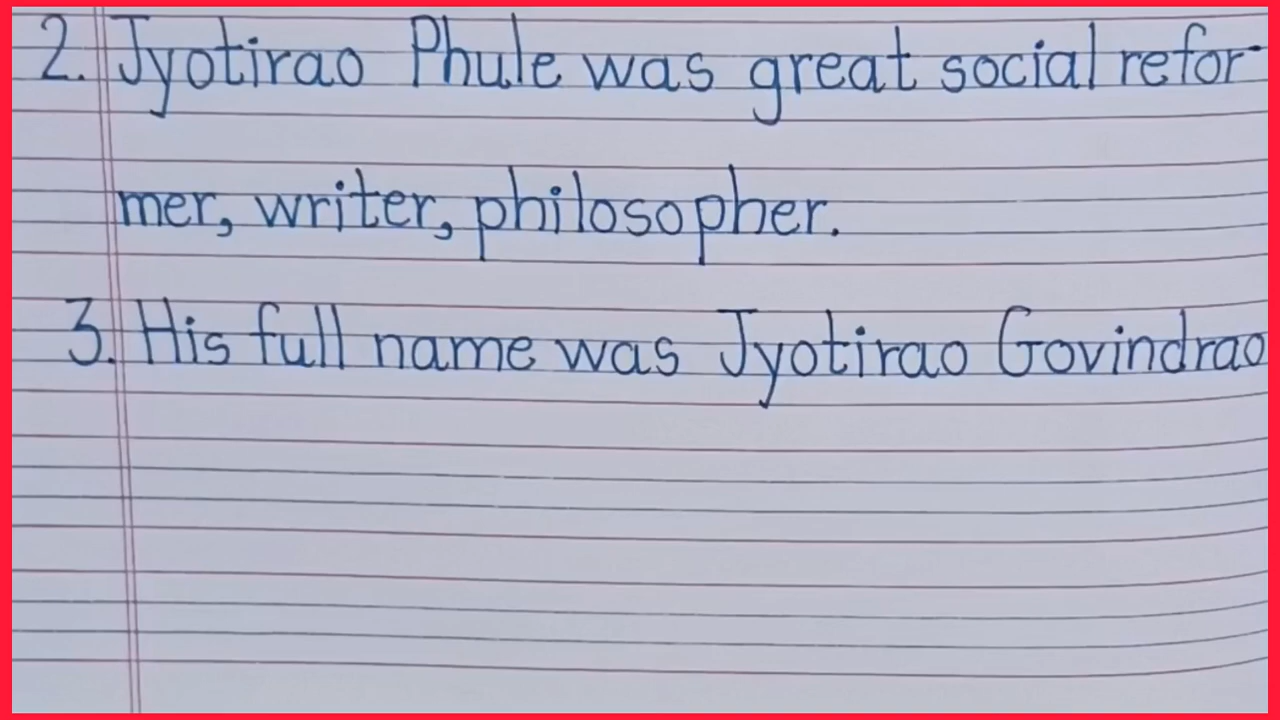 2. Jyotirao Phule was great social refor-
mer, writer, philosopher.
3. His full name was Jyotirao Govindrao